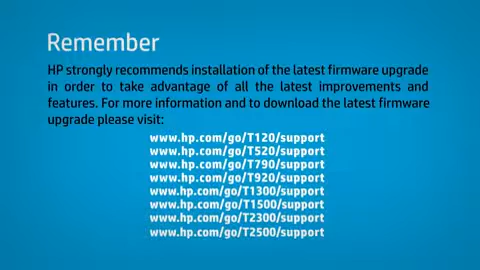 Remember
HP strongly recommends installation of the latest firmware upgrade
in order to take advantage of all the latest improvements and
features. For more information and to download the latest firmware
upgrade please visit:
www.hp.com/go/T120/support
www.hp.com/go/T520/support
www.hp.com/go/T790/support
www.hp.com/go/T920/support
www.hp.com/go/T1300/support
www.hp.com/go/T1500/support
www.hp.com/go/T2300/support
www.hp.com/go/T2500/support